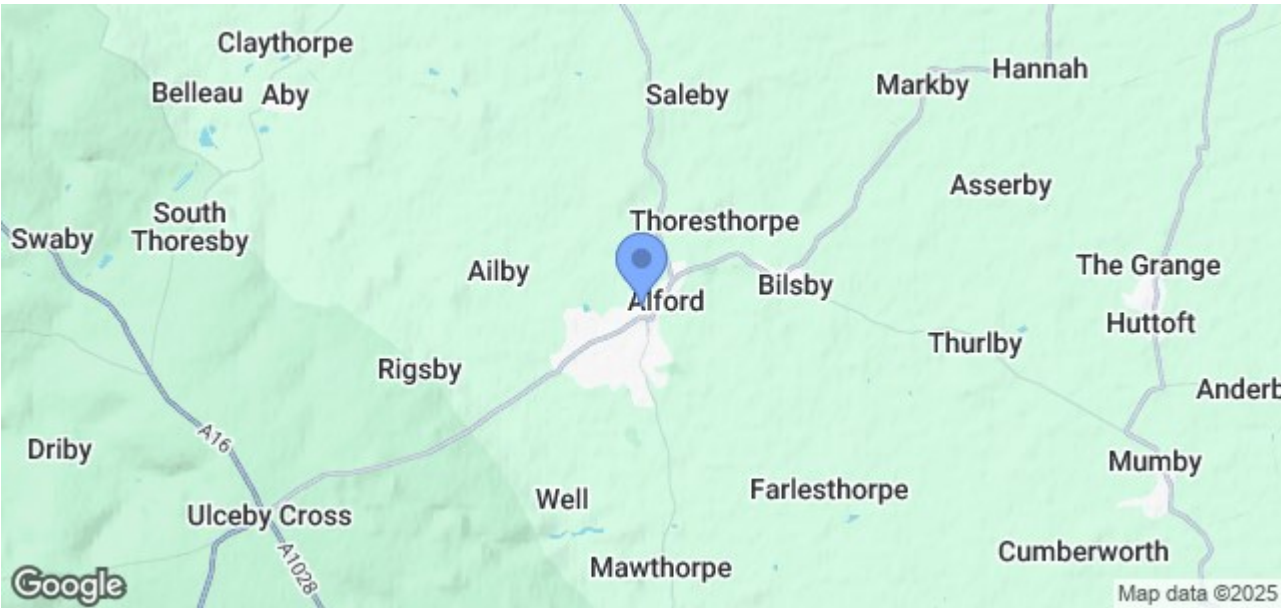 Claythorpe
Belleau
Aby
Saleby
Markby
Hannah
Asserby
South
Thoresby
Swaby
Thoresthorpe
Ailby
Alford
Bilsby
The Grange
Huttoft
Thurlby
Rigsby
Anderb
Driby
A16
Mumby
Well
Farlesthorpe
Ulceby Cross
A1028
Mawthorpe
Cumberworth
Google
Map data ©2025